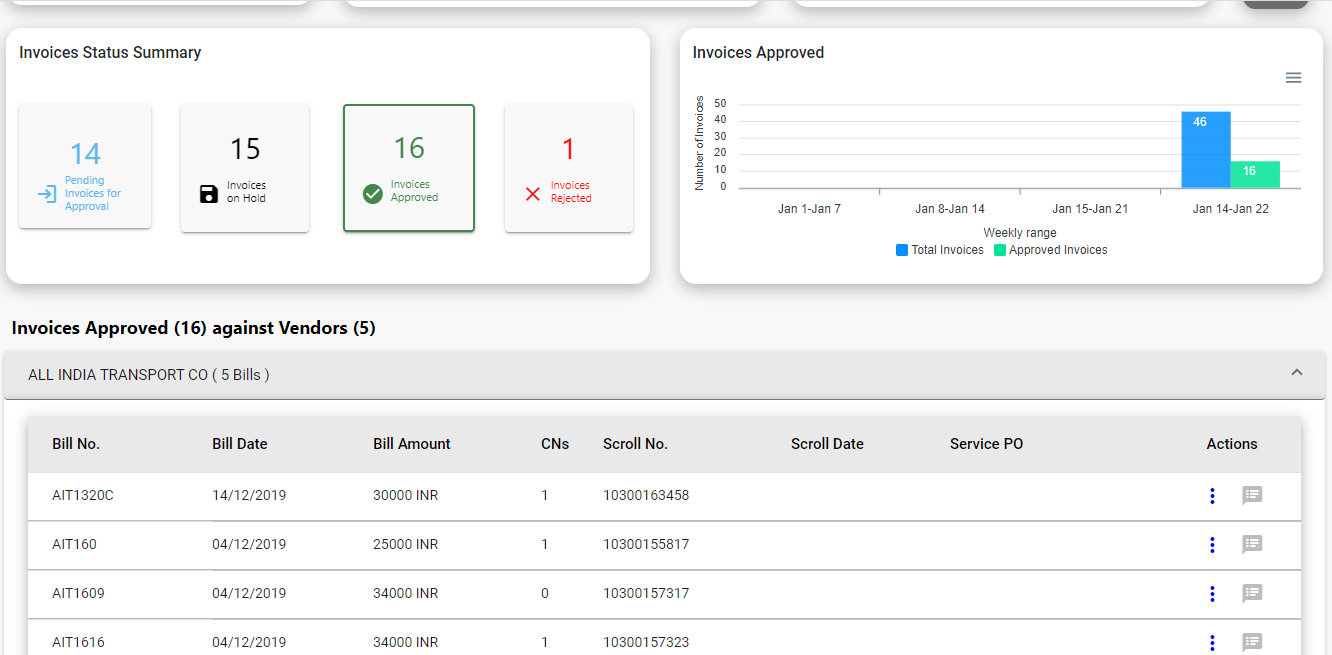 Invoices Status Summary
14
Pending
Invoices for
Approval
15
Invoices
on Hold
16
Invoices
Approved
1
Invoices
Rejected
Invoices Approved
Number of Invoices
50
40
30
20
10
0
46
16
Jan 1-Jan 7 Jan 8-Jan 14 Jan 15-Jan 21 Jan 14-Jan 22
Weekly range
Total Invoices Approved Invoices
Invoices Approved (16) against Vendors (5)
ALL INDIA TRANSPORT CO ( 5 Bills )
Bill No. Bill Date Bill Amount CNs Scroll No. Scroll Date Service PO Actions
AIT1320C 14/12/2019 30000 INR 1 10300163458
AIT160 04/12/2019 25000 INR 1 10300155817
AIT1609 04/12/2019 34000 INR 0 10300157317
AIT1616 04/12/2019 34000 INR 1 10300157323